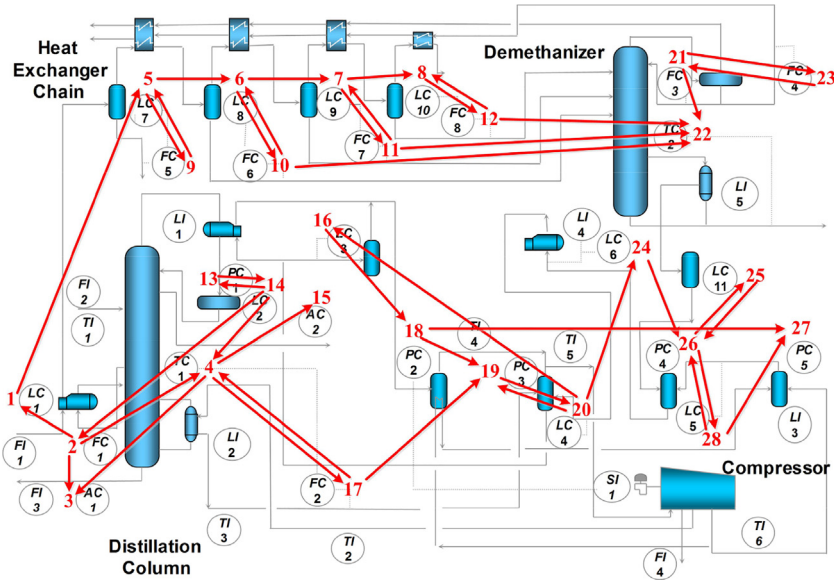 Heat
Exchanger
Chain
Demethanizer
5
6
7
8
21
23
LC
7
LC
8
LC
9
LC
10
FC
3
FC
4
FC
5
9
FC
6
10
FC
7
11
FC
8
12
TC
2
22
LI
5
LI
1
16
LC
3
LI
4
LC
6
24
LC
11
25
FI
2
TI
1
13
PC
14
LC
2
15
AC
2
18
TI
4
TI
5
26
27
1
LC
1
TC
1
4
PC
2
19
PC
3
20
PC
4
PC
5
2
FC
1
FI
1
LI
2
LC
4
LC
5
28
LI
3
FI
3
3
AC
1
FC
2
17
SI
1
Compressor
TI
3
TI
2
FI
4
TI
6
Distillation
Column